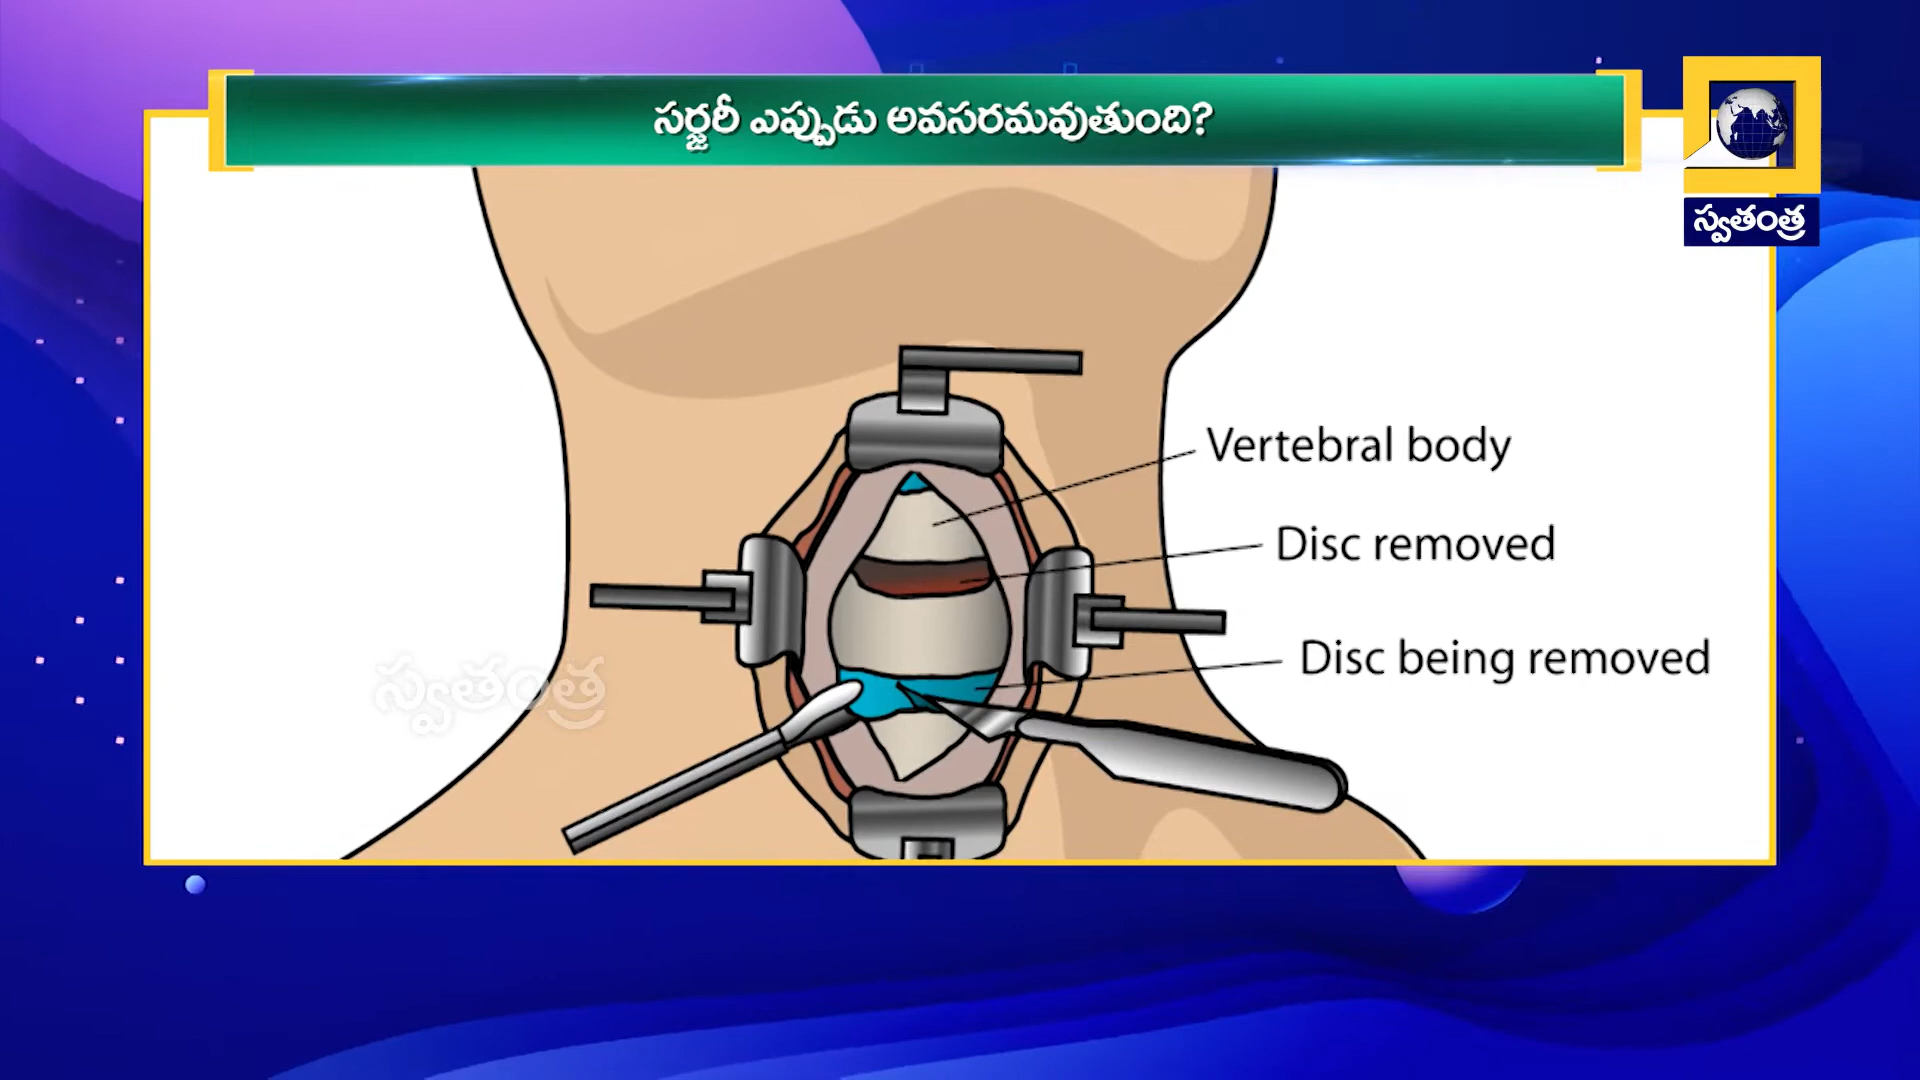 సర్జరీ ఎప్పుడు అవసరమవుతుంది?
స్వతంత్ర
Vertebral body
Disc removed
Disc being removed
స్వతంత్ర